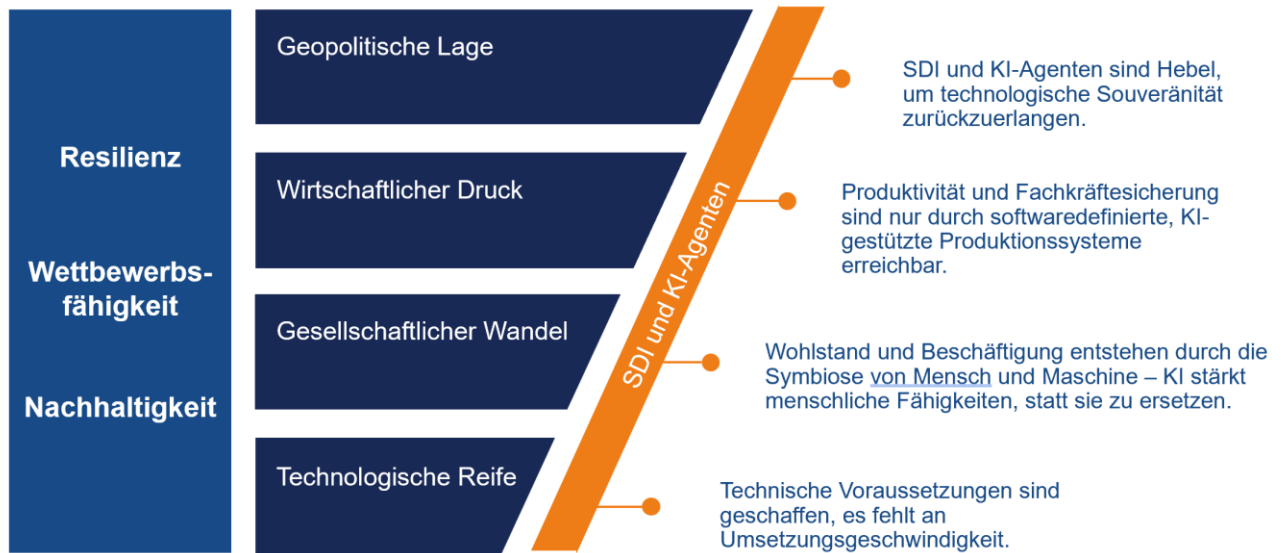 Resilienz
Wettbewerbs-
fähigkeit
Nachhaltigkeit
Geopolitische Lage
Wirtschaftlicher Druck
Gesellschaftlicher Wandel
Technologische Reife
SDI und KI-Agenten
SDI und KI-Agenten sind Hebel,
um technologische Souveränität
zurückzuerlangen.
Produktivität und Fachkräftesicherung
sind nur durch softwaredefinierte, KI-
gestützte Produktionssysteme
erreichbar.
Wohlstand und Beschäftigung entstehen durch die
Symbiose von Mensch und Maschine – KI stärkt
menschliche Fähigkeiten, statt sie zu ersetzen.
Technische Voraussetzungen sind
geschaffen, es fehlt an
Umsetzungsgeschwindigkeit.